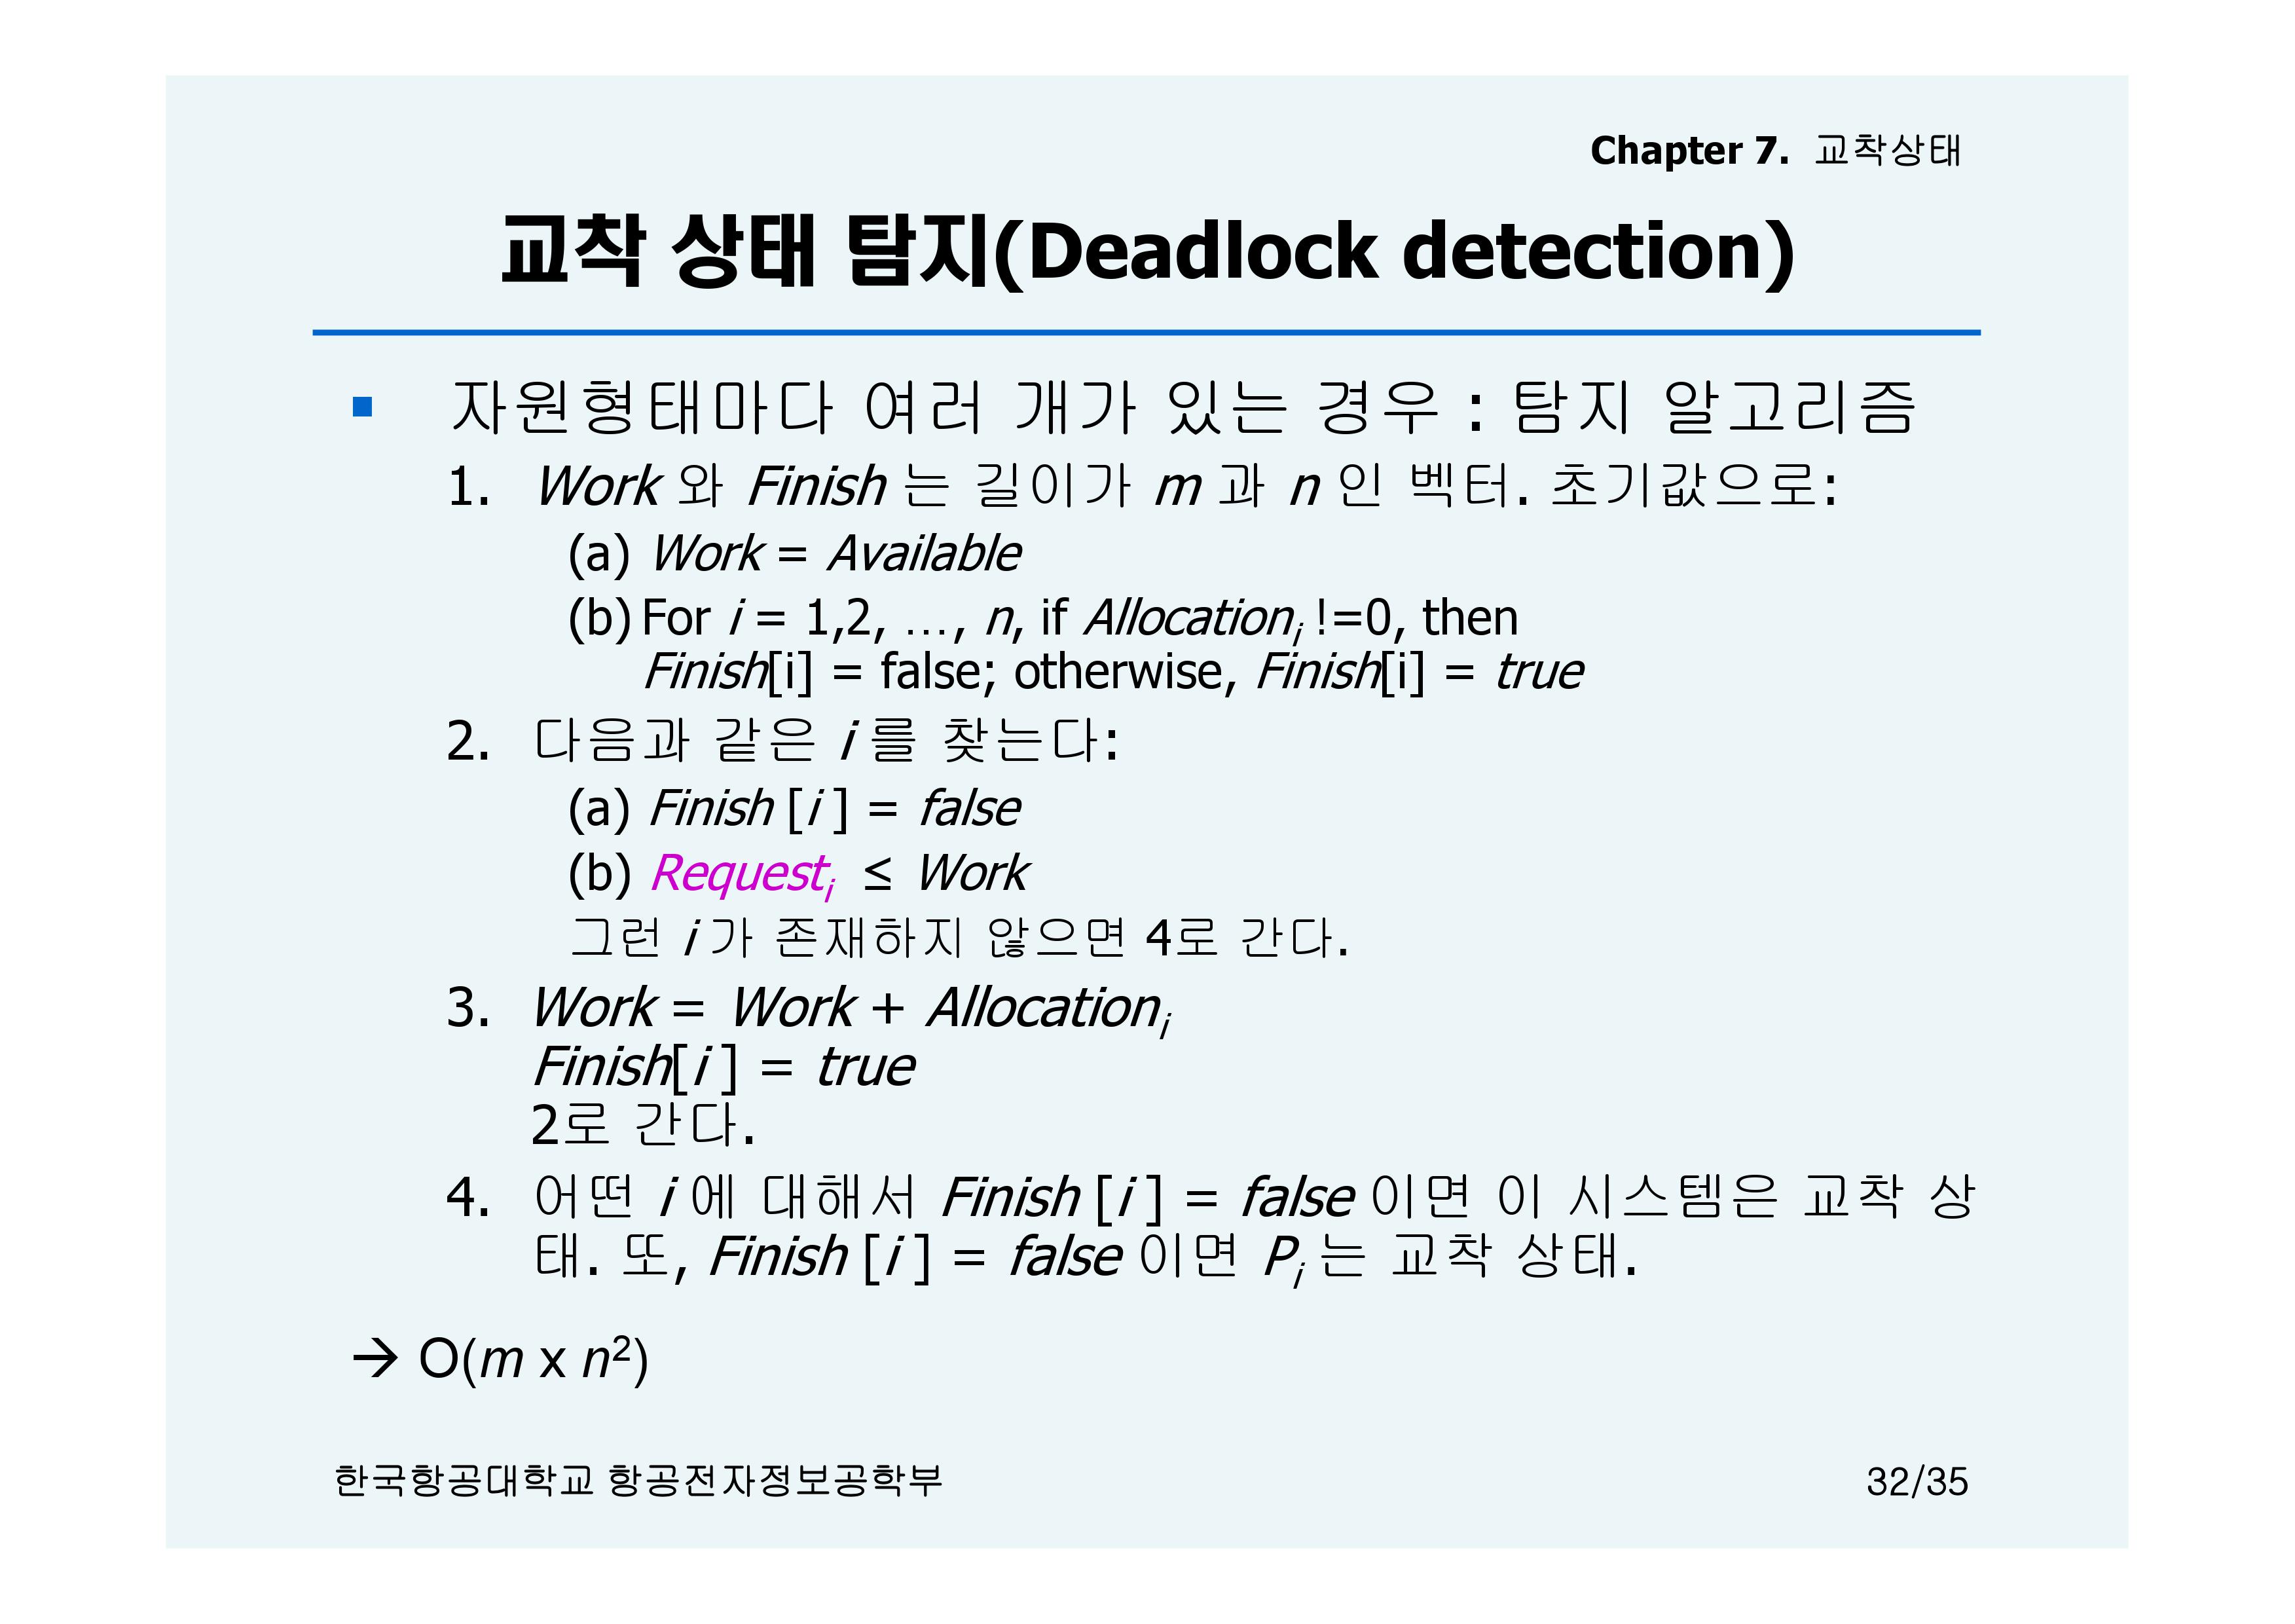 Chapter 7. 교착상태
교착 상태 탐지(Deadlock detection)
▪ 자원형태마다 여러 개가 있는 경우 : 탐지 알고리즘
1. Work 와 Finish 는 길이가 m 과 n 인 벡터. 초기값으로:
(a) Work = Available
(b) For i = 1,2, …, n, if Allocationᵢ !=0, then
Finish[i] = false; otherwise, Finish[i] = true
2. 다음과 같은 i 를 찾는다:
(a) Finish [i ] = false
(b) Requestᵢ ≤ Work
그런 i 가 존재하지 않으면 4로 간다.
3. Work = Work + Allocationᵢ
Finish[i ] = true
2로 간다.
4. 어떤 i 에 대해서 Finish [i ] = false 이면 이 시스템은 교착 상
태. 또, Finish [i ] = false 이면 Pᵢ 는 교착 상태.
→ O(m x n²)
한국항공대학교 항공전자정보공학부
32/35